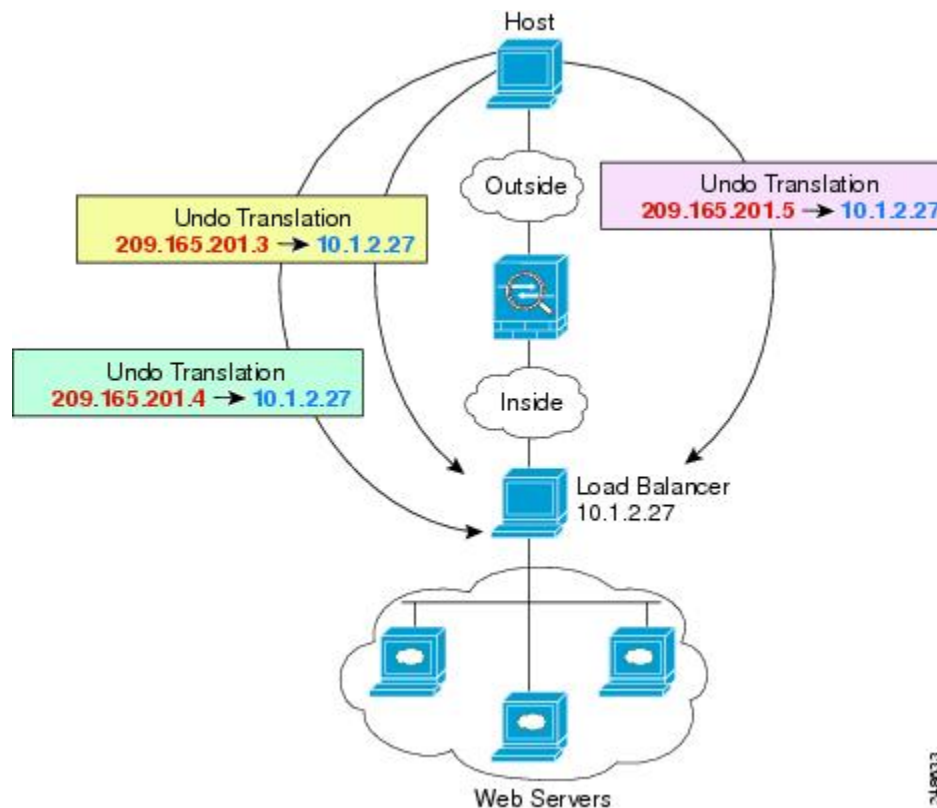 Host
Outside
Undo Translation
209.165.201.3 → 10.1.2.27
Undo Translation
209.165.201.5 → 10.1.2.27
Undo Translation
209.165.201.4 → 10.1.2.27
Inside
Load Balancer
10.1.2.27
Web Servers